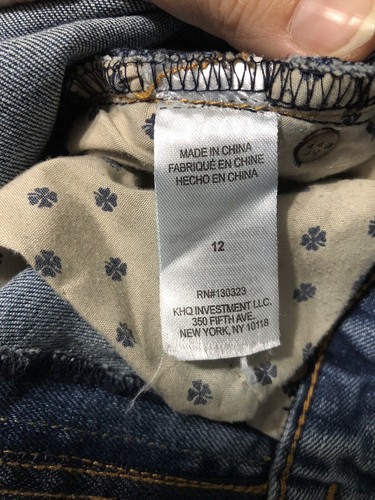 MADE IN CHINA
FABRIQUÉ EN CHINE
HECHO EN CHINA
12
RN#130323
KHQ INVESTMENT LLC.
350 FIFTH AVE.
NEW YORK, NY 10118